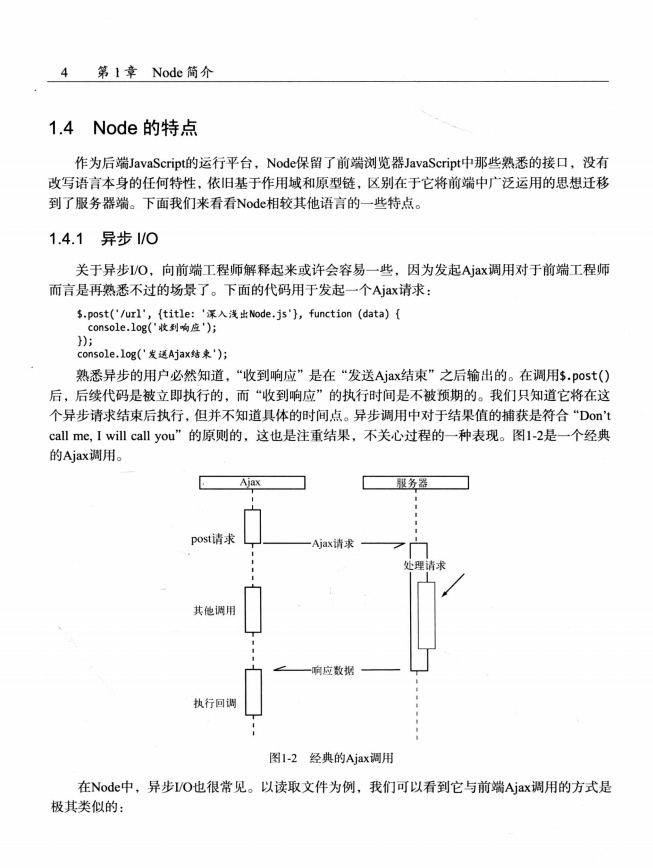 4 第1章 Node 简介
1.4 Node 的特点
作为后端JavaScript的运行平台，Node保留了前端浏览器JavaScript中那些熟悉的接口，没有
改写语言本身的任何特性，依旧基于作用域和原型链，区别在于它将前端中广泛运用的思想迁移
到了服务器端。下面我们来看看Node相较其他语言的一些特点。
1.4.1 异步 I/O
关于异步I/O，向前端工程师解释起来或许会容易一些，因为发起Ajax调用对于前端工程师
而言是再熟悉不过的场景了。下面的代码用于发起一个Ajax请求：
$.post('/url', {title: '深入浅出Node.js'}, function (data) {
console.log('收到响应');
});
console.log('发送Ajax结束');
熟悉异步的用户必然知道，“收到响应”是在“发送Ajax结束”之后输出的。在调用$.post()
后，后续代码是被立即执行的，而“收到响应”的执行时间是不被预期的。我们只知道它将在这
个异步请求结束后执行，但并不知道具体的时间点。异步调用中对于结果值的捕获是符合“Don't
call me, I will call you”的原则的，这也是注重结果，不关心过程的一种表现。图1-2是一个经典
的Ajax调用。
Ajax 服务器
post请求 Ajax请求
处理请求
其他调用
响应数据
执行回调
图1-2 经典的Ajax调用
在Node中，异步I/O也很常见。以读取文件为例，我们可以看到它与前端Ajax调用的方式是
极其类似的：